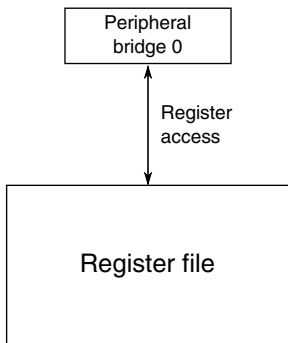 Peripheral
bridge 0
Register
access
Register file